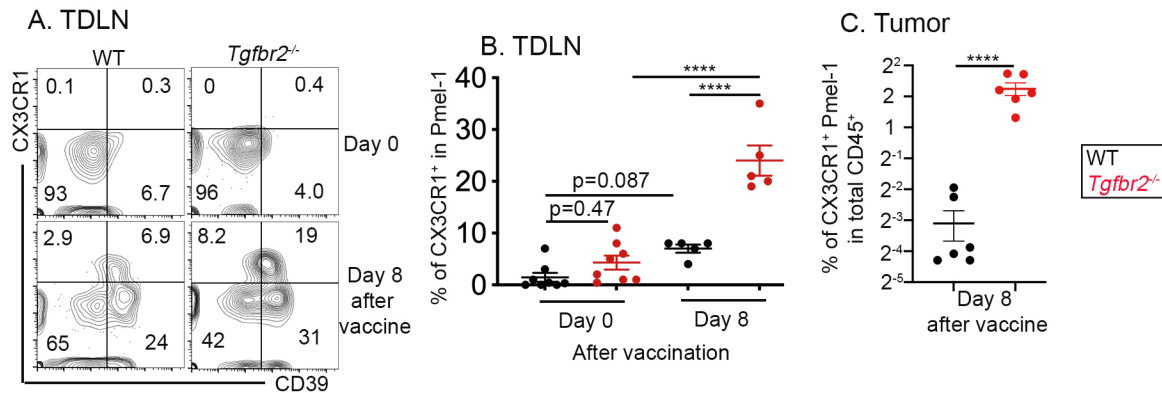 A. TDLN
WT
Tgfbr2-/-
CX3CR1
0.1
0.3
0
0.4
Day 0
93
6.7
96
4.0
2.9
6.9
8.2
19
Day 8
after
vaccine
65
24
42
31
CD39
B. TDLN
% of CX3CR1+ in Pmel-1
40
30
20
10
0
****
****
p=0.087
p=0.47
Day 0
Day 8
After vaccination
C. Tumor
% of CX3CR1+ Pmel-1
in total CD45+
2²
2
1
2⁻¹
2⁻²
2⁻³
2⁻⁴
2⁻⁵
****
Day 8
after vaccine
WT
Tgfbr2-/-